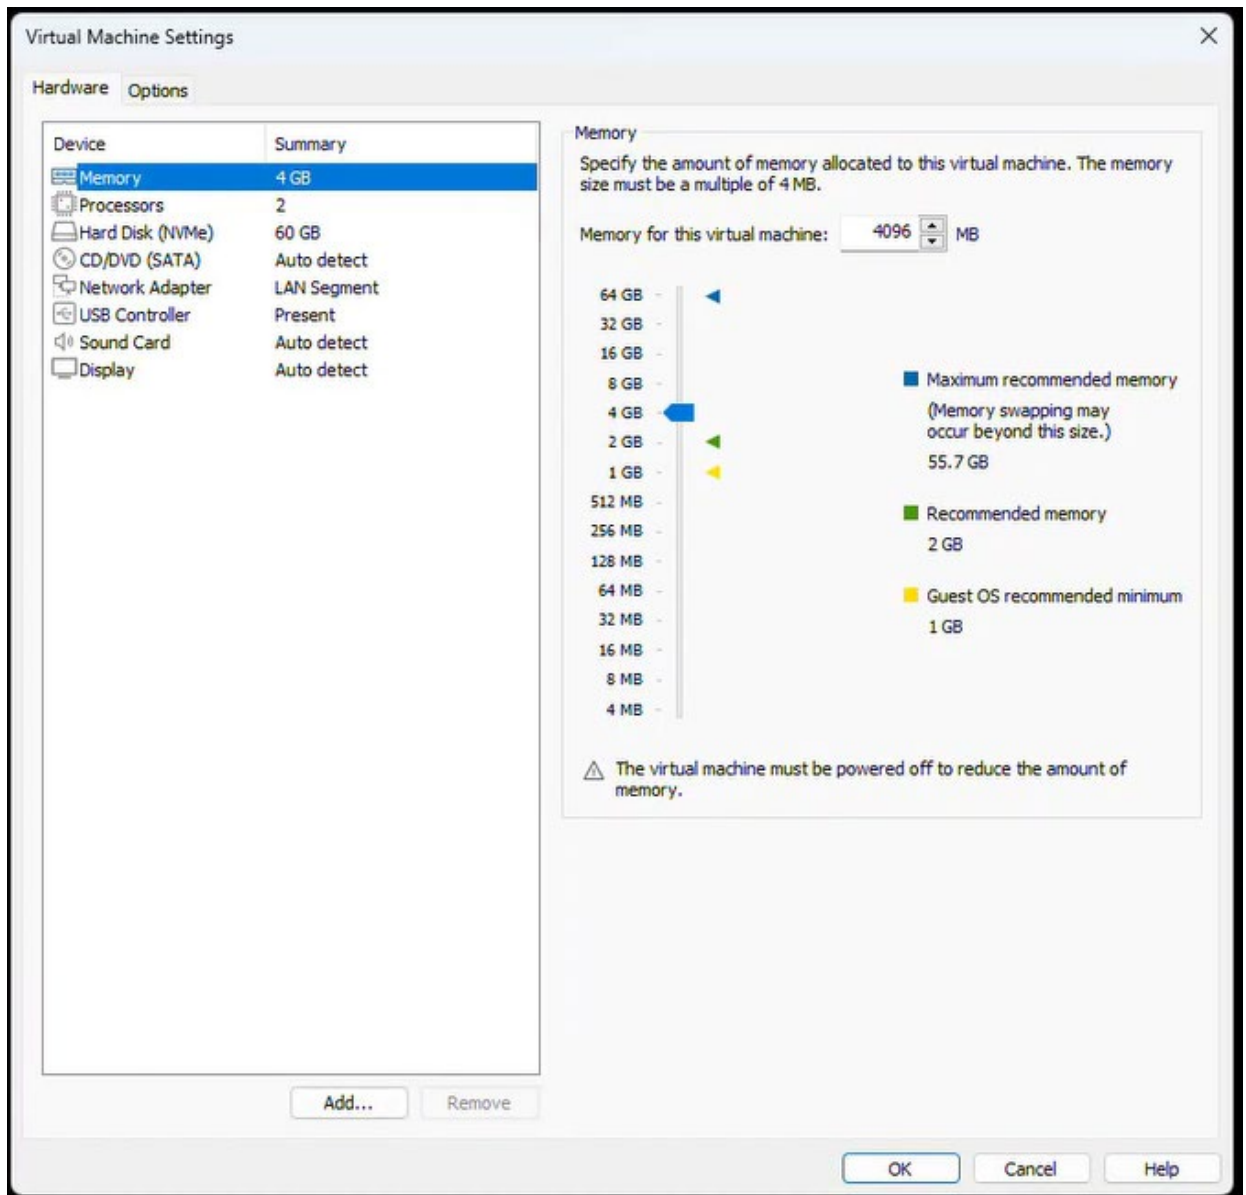 Virtual Machine Settings
Hardware Options
Device Summary
Memory 4 GB
Processors 2
Hard Disk (NVMe) 60 GB
CD/DVD (SATA) Auto detect
Network Adapter LAN Segment
USB Controller Present
Sound Card Auto detect
Display Auto detect
Add... Remove
Memory
Specify the amount of memory allocated to this virtual machine. The memory
size must be a multiple of 4 MB.
Memory for this virtual machine: 4096 MB
64 GB
32 GB
16 GB
8 GB
4 GB
2 GB
1 GB
512 MB
256 MB
128 MB
64 MB
32 MB
16 MB
8 MB
4 MB
Maximum recommended memory
(Memory swapping may
occur beyond this size.)
55.7 GB
Recommended memory
2 GB
Guest OS recommended minimum
1 GB
The virtual machine must be powered off to reduce the amount of
memory.
OK Cancel Help